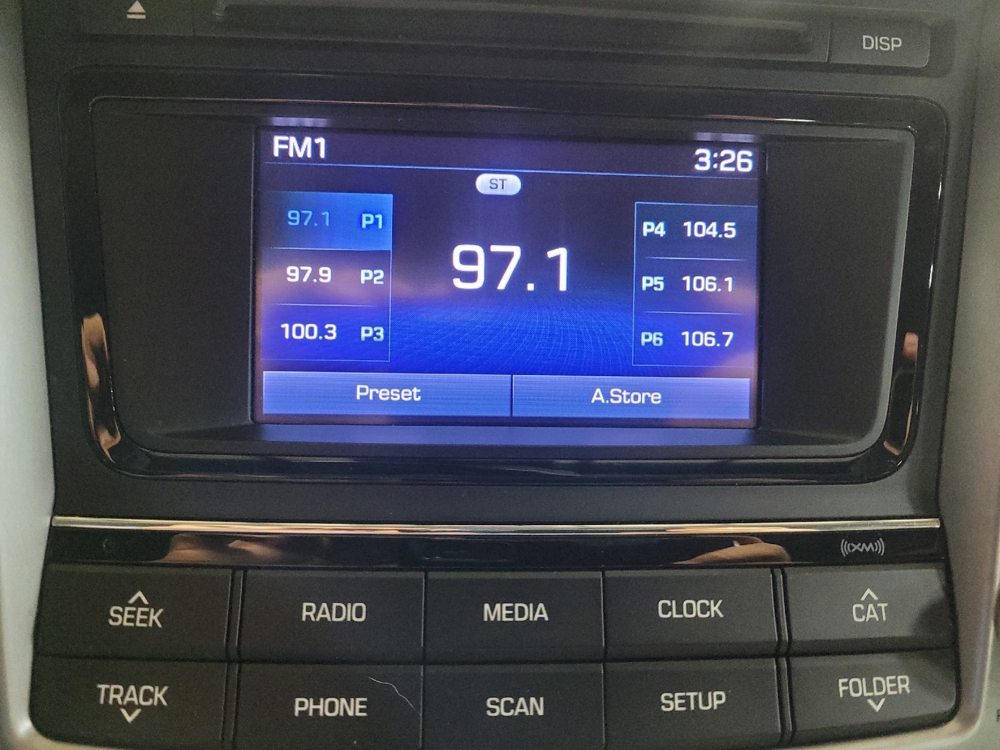 DISP
FM1 3:26
ST
97.1 P1
97.9 P2
100.3 P3
97.1
P4 104.5
P5 106.1
P6 106.7
Preset A.Store
((XM))
SEEK RADIO MEDIA CLOCK CAT
TRACK PHONE SCAN SETUP FOLDER